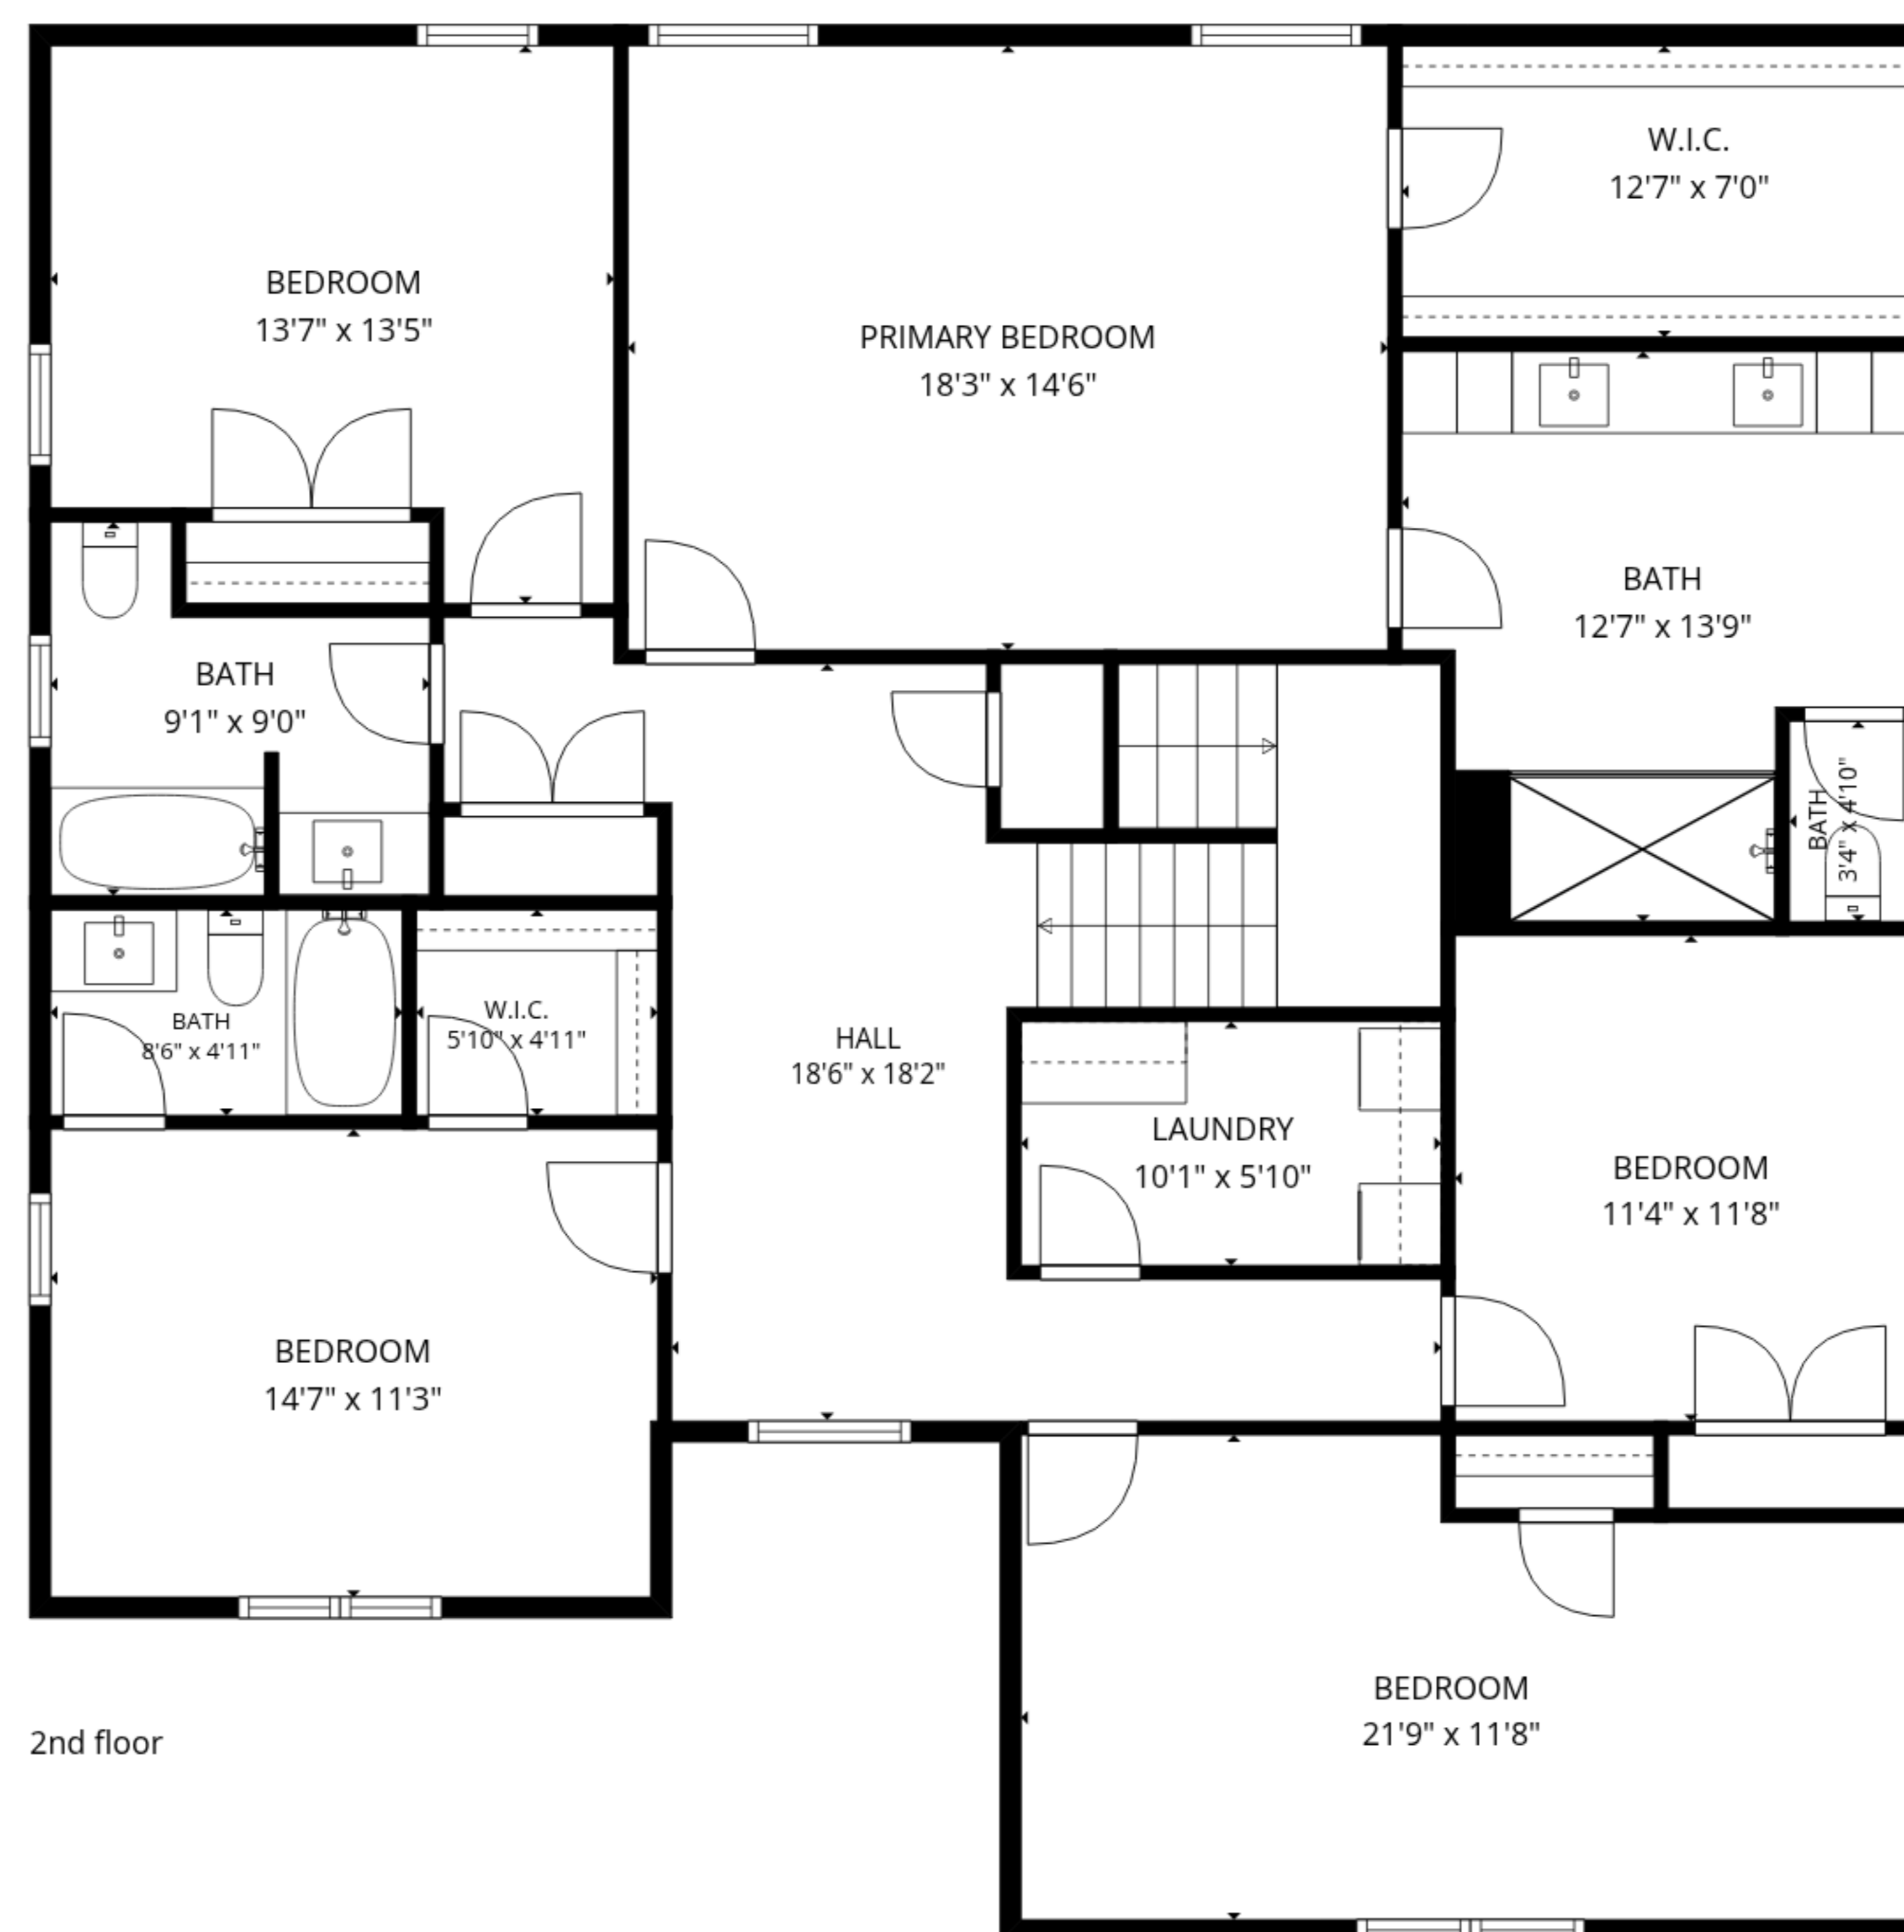 W.I.C.
12'7" x 7'0"
BEDROOM
13'7" x 13'5"
PRIMARY BEDROOM
18'3" x 14'6"
BATH
12'7" x 13'9"
BATH
9'1" x 9'0"
BATH
3'4" x 4'10"
BATH
8'6" x 4'11"
W.I.C.
5'10" x 4'11"
HALL
18'6" x 18'2"
LAUNDRY
10'1" x 5'10"
BEDROOM
11'4" x 11'8"
BEDROOM
14'7" x 11'3"
BEDROOM
21'9" x 11'8"
2nd floor